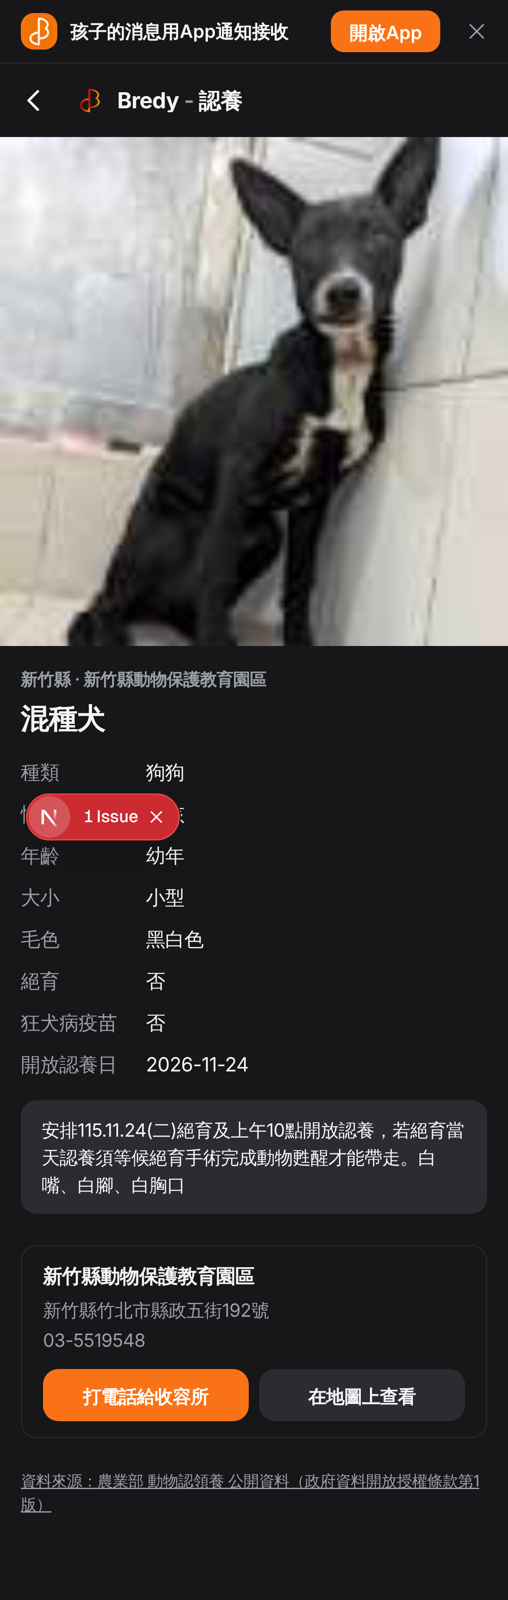 孩子的消息用App通知接收
開啟App
Bredy - 認養
新竹縣 · 新竹縣動物保護教育園區
混種犬
種類 狗狗
1 Issue
年齡 幼年
大小 小型
毛色 黑白色
絕育 否
狂犬病疫苗 否
開放認養日 2026-11-24
安排115.11.24(二)絕育及上午10點開放認養，若絕育當
天認養須等候絕育手術完成動物甦醒才能帶走。白
嘴、白腳、白胸口
新竹縣動物保護教育園區
新竹縣竹北市縣政五街192號
03-5519548
打電話給收容所
在地圖上查看
資料來源：農業部 動物認領養 公開資料（政府資料開放授權條款第1
版）